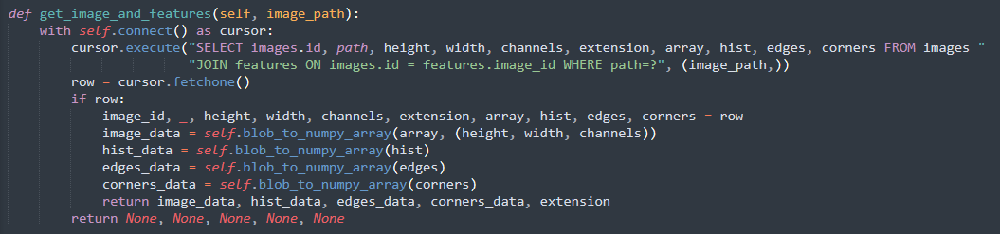 def get_image_and_features(self, image_path):
    with self.connect() as cursor:
        cursor.execute("SELECT images.id, path, height, width, channels, extension, array, hist, edges, corners FROM images "
                       "JOIN features ON images.id = features.image_id WHERE path=?", (image_path,))
        row = cursor.fetchone()
        if row:
            image_id, _, height, width, channels, extension, array, hist, edges, corners = row
            image_data = self.blob_to_numpy_array(array, (height, width, channels))
            hist_data = self.blob_to_numpy_array(hist)
            edges_data = self.blob_to_numpy_array(edges)
            corners_data = self.blob_to_numpy_array(corners)
            return image_data, hist_data, edges_data, corners_data, extension
        return None, None, None, None, None